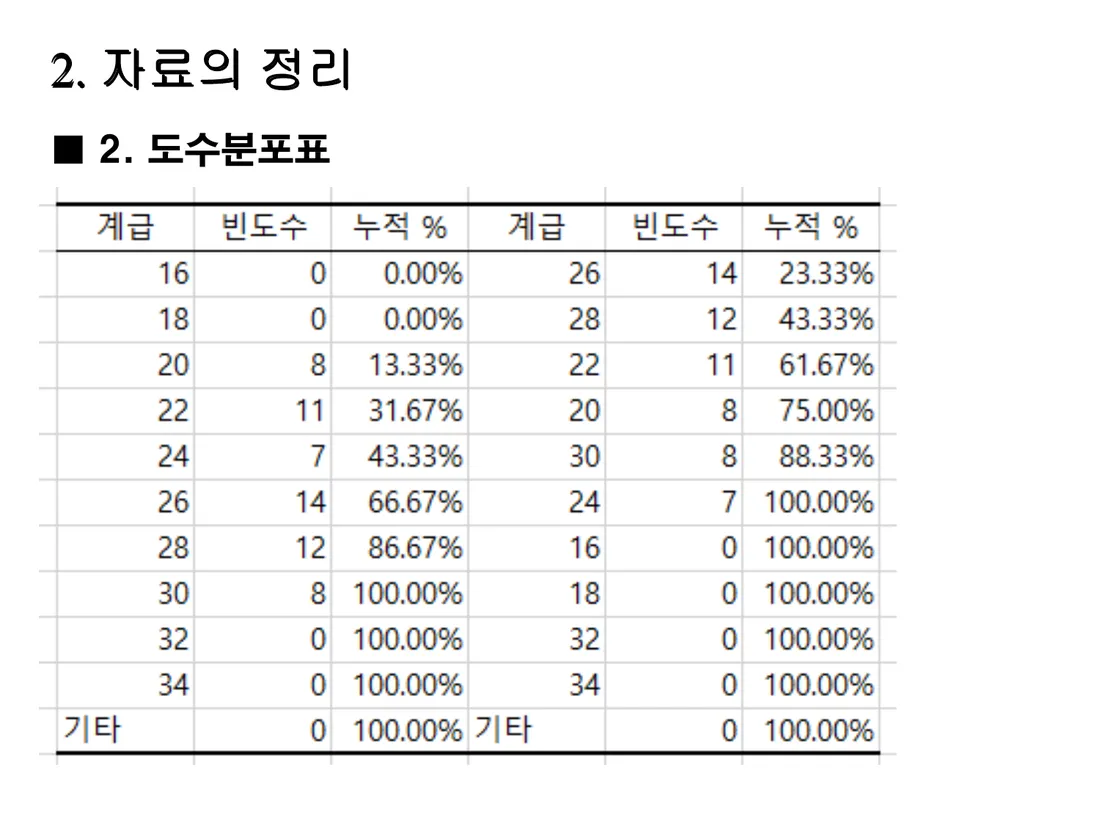 2. 자료의 정리
■ 2. 도수분포표
계급 빈도수 누적 % 계급 빈도수 누적 %
16 0 0.00% 26 14 23.33%
18 0 0.00% 28 12 43.33%
20 8 13.33% 22 11 61.67%
22 11 31.67% 20 8 75.00%
24 7 43.33% 30 8 88.33%
26 14 66.67% 24 7 100.00%
28 12 86.67% 16 0 100.00%
30 8 100.00% 18 0 100.00%
32 0 100.00% 32 0 100.00%
34 0 100.00% 34 0 100.00%
기타 0 100.00% 기타 0 100.00%